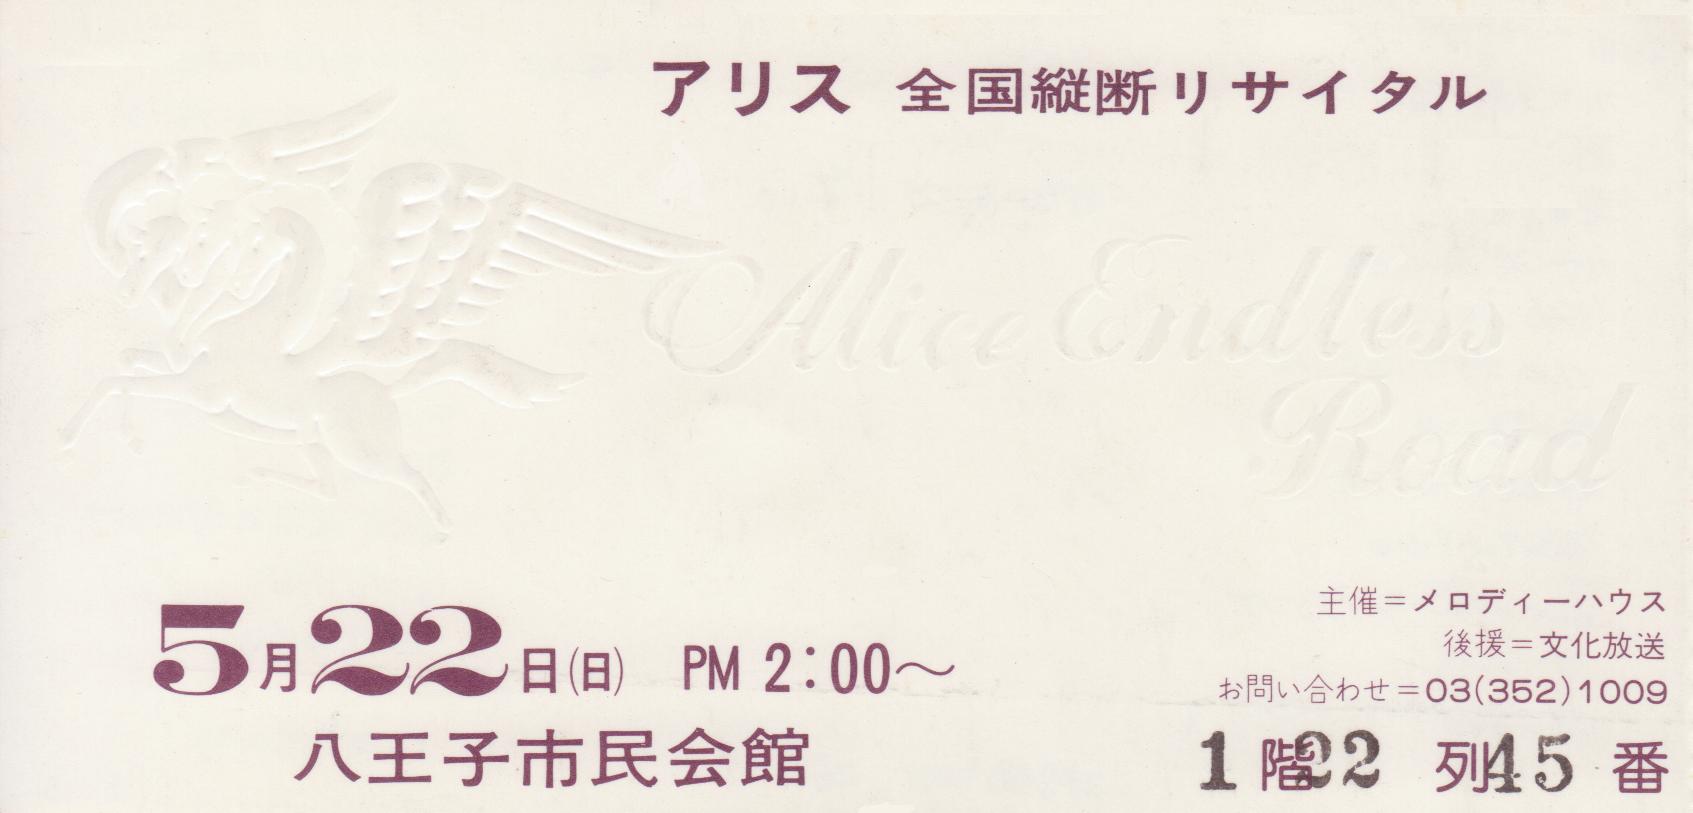 アリス 全国縦断リサイタル
Alice Endless
Road
5月22日(日) PM 2:00～
八王子市民会館
主催=メロディーハウス
後援=文化放送
お問い合わせ=03(352)1009
1階22列45番